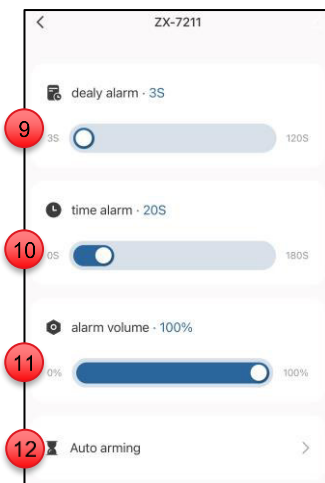 ZX-7211
dealy alarm · 3S
9
3S
120S
time alarm · 20S
10
0S
180S
alarm volume · 100%
11
0%
100%
12
Auto arming